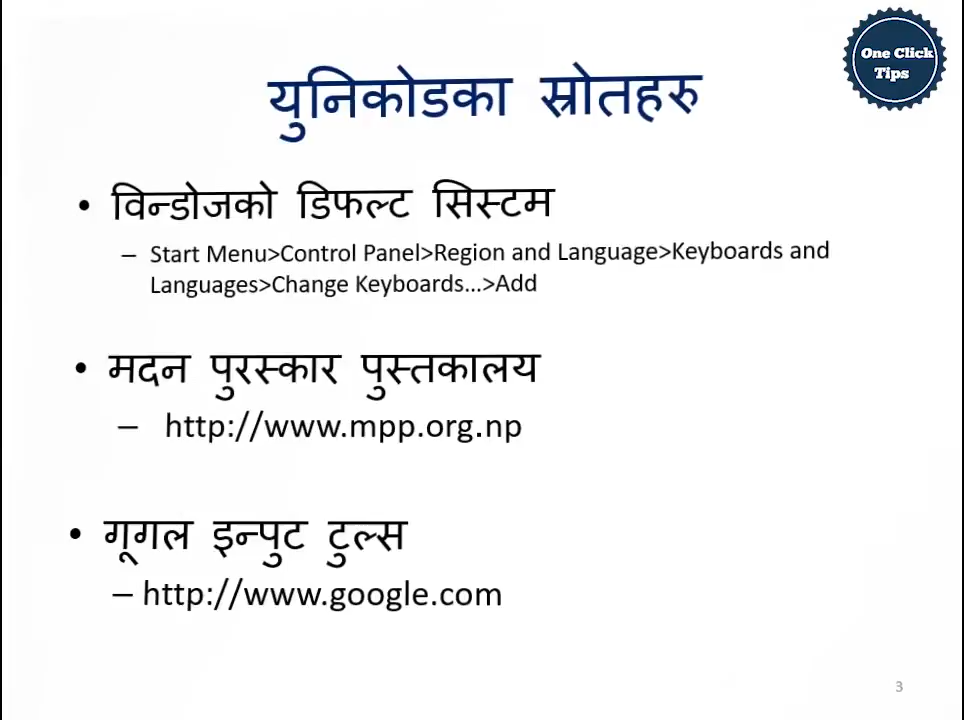 One Click
Tips
युनिकोडका स्रोतहरु
• विन्डोजको डिफल्ट सिस्टम
– Start Menu>Control Panel>Region and Language>Keyboards and
Languages>Change Keyboards...>Add
• मदन पुरस्कार पुस्तकालय
– http://www.mpp.org.np
• गूगल इन्पुट टुल्स
– http://www.google.com
3